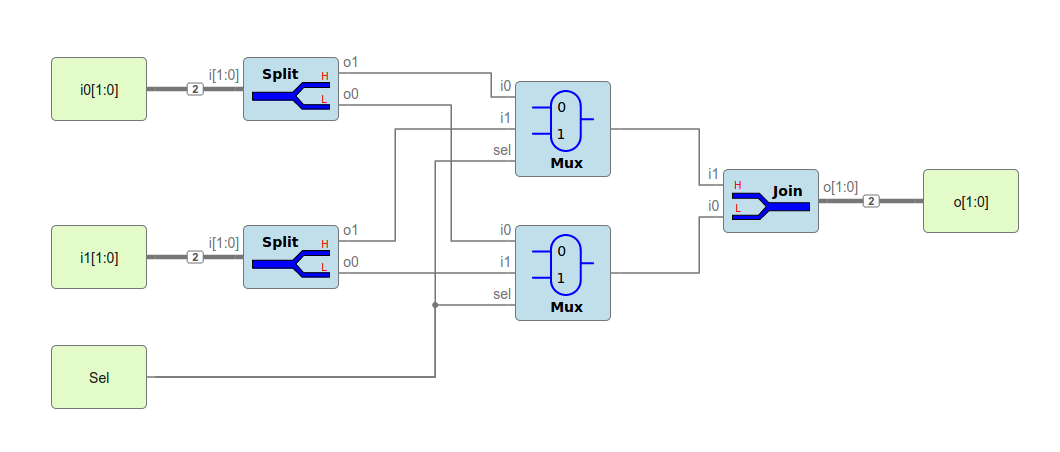 i0[1:0]
2
i[1:0]
Split
H
L
o1
o0
i0
i1
sel
0
1
Mux
i1[1:0]
2
i[1:0]
Split
H
L
o1
o0
i0
i1
sel
0
1
Mux
Sel
i1
i0
H
L
Join
o[1:0]
2
o[1:0]